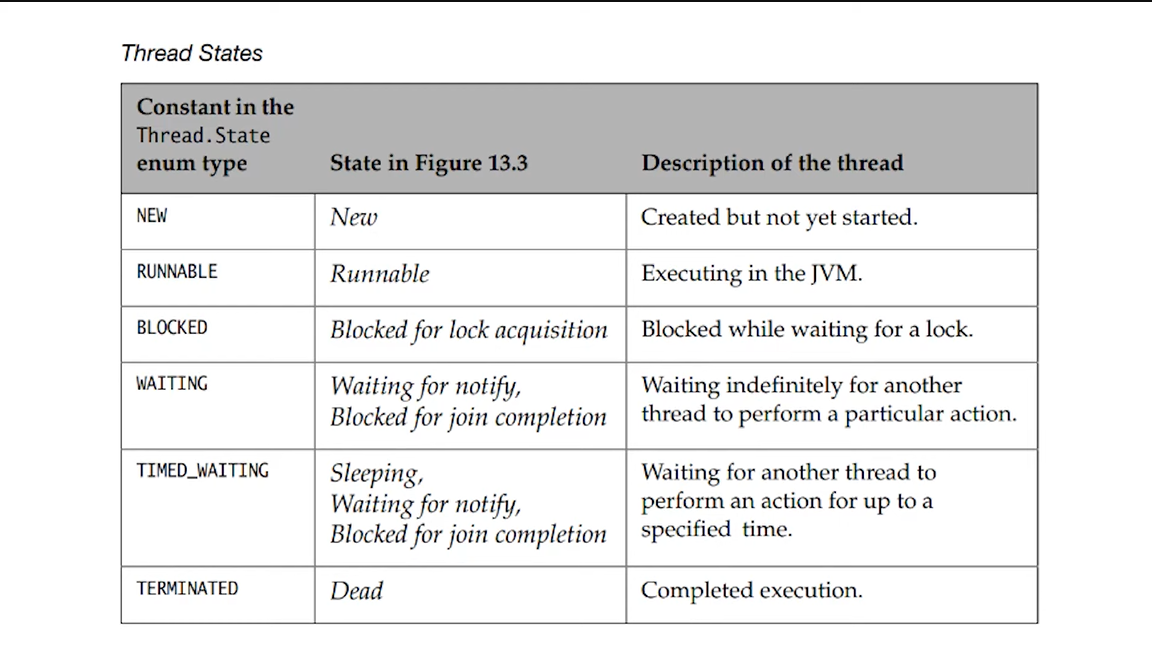 Thread States
Constant in the
Thread.State
enum type
State in Figure 13.3
Description of the thread
NEW
New
Created but not yet started.
RUNNABLE
Runnable
Executing in the JVM.
BLOCKED
Blocked for lock acquisition
Blocked while waiting for a lock.
WAITING
Waiting for notify,
Blocked for join completion
Waiting indefinitely for another
thread to perform a particular action.
TIMED_WAITING
Sleeping,
Waiting for notify,
Blocked for join completion
Waiting for another thread to
perform an action for up to a
specified time.
TERMINATED
Dead
Completed execution.